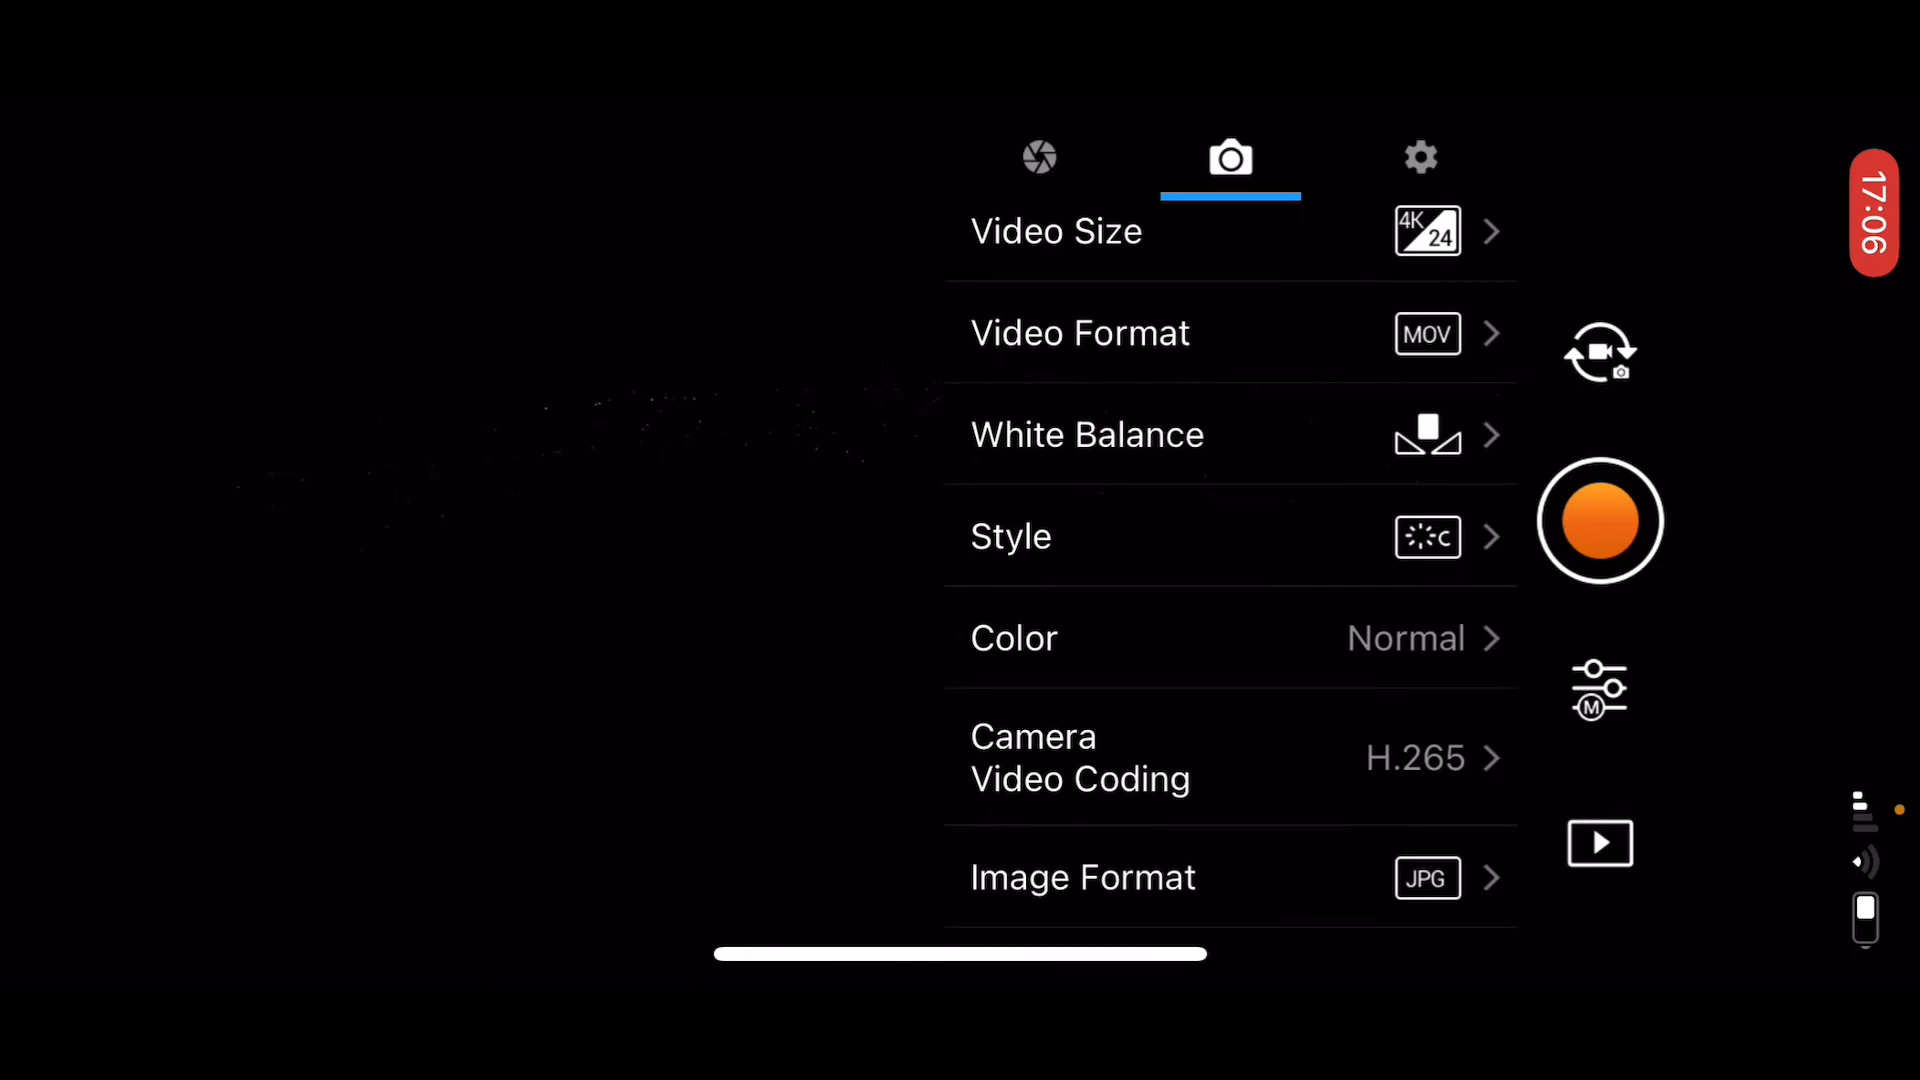 17:06
Video Size
4K
24
Video Format
MOV
White Balance
Style
C
Color
Normal
M
Camera
Video Coding
H.265
Image Format
JPG